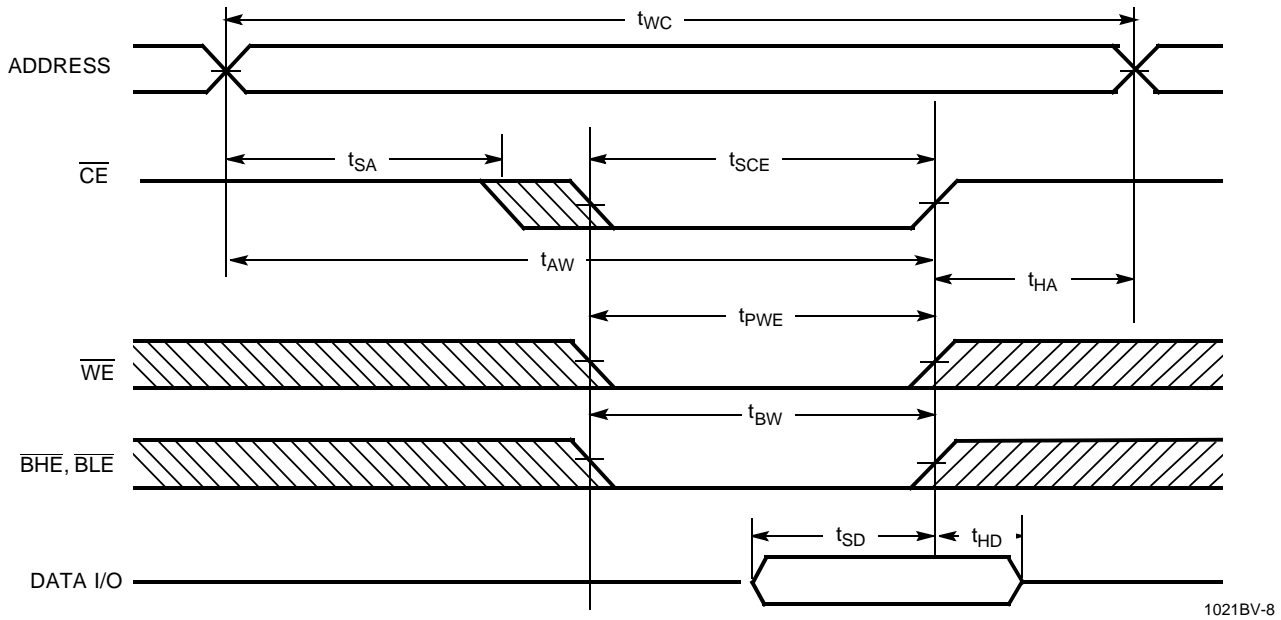 tWC
ADDRESS
tSA
tSCE
CE
tAW
tHA
tPWE
WE
tBW
BHE, BLE
tSD
tHD
DATA I/O
1021BV-8